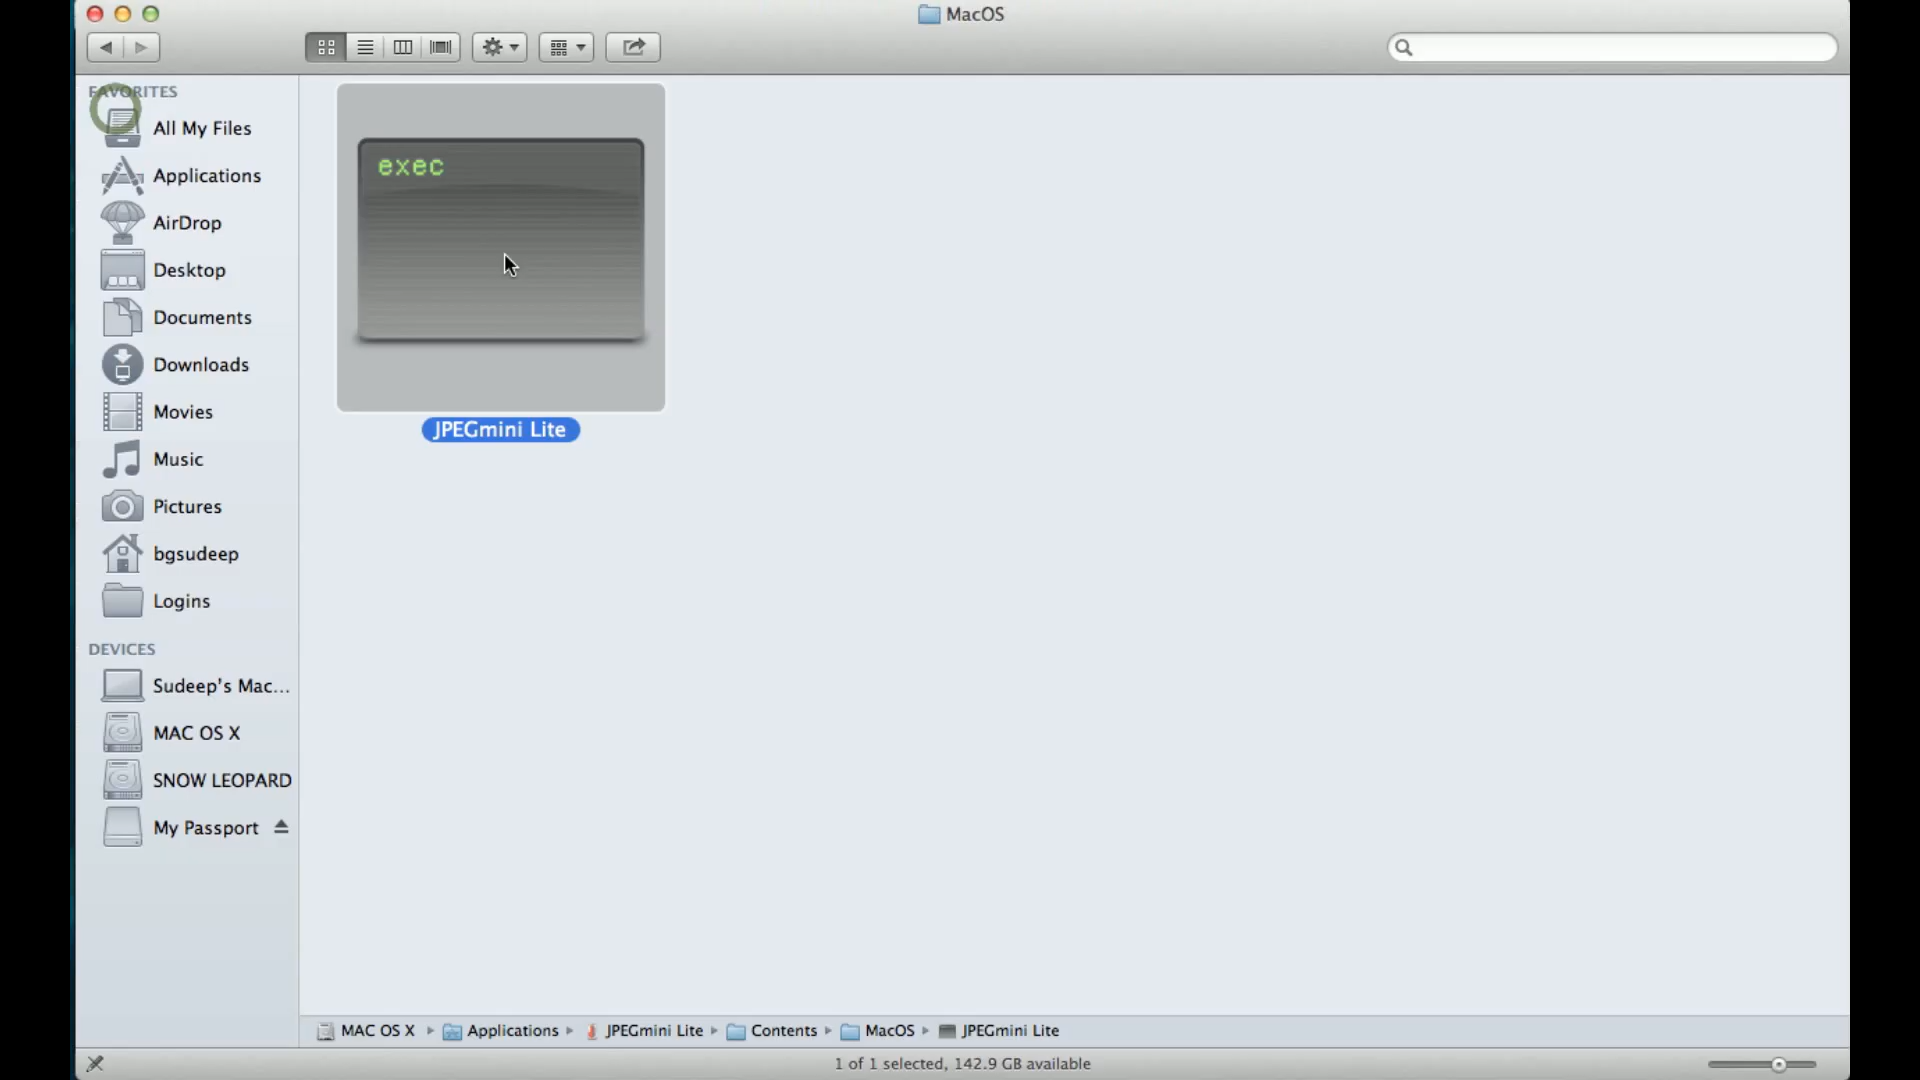 MacOS
FAVORITES
All My Files
Applications
AirDrop
Desktop
Documents
Downloads
Movies
Music
Pictures
bgsudeep
Logins
DEVICES
Sudeep's Mac...
MAC OS X
SNOW LEOPARD
My Passport
exec
JPEGmini Lite
MAC OS X Applications JPEGmini Lite Contents MacOS JPEGmini Lite
1 of 1 selected, 142.9 GB available